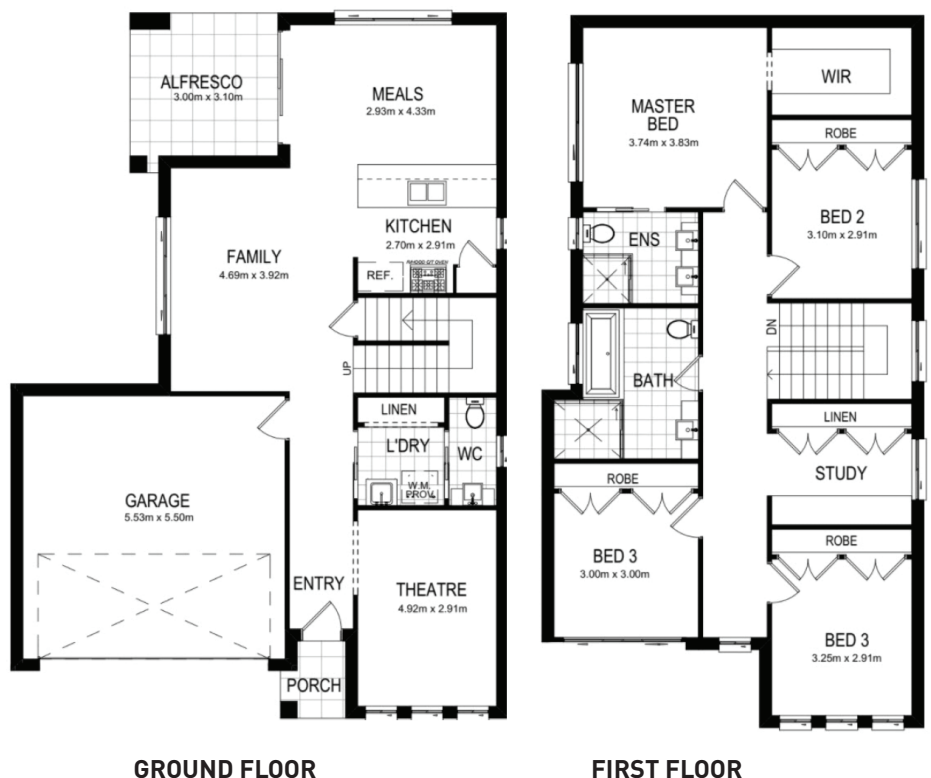 ALFRESCO
3.00m x 3.10m
MEALS
2.93m x 4.33m
KITCHEN
2.70m x 2.91m
FAMILY
4.69m x 3.92m
REF.
UP
LINEN
L'DRY
WC
W.M.
PROV.
GARAGE
5.53m x 5.50m
ENTRY
THEATRE
4.92m x 2.91m
PORCH
GROUND FLOOR
WIR
MASTER
BED
3.74m x 3.83m
ROBE
BED 2
3.10m x 2.91m
ENS
DN
BATH
LINEN
STUDY
ROBE
BED 3
3.00m x 3.00m
ROBE
BED 3
3.25m x 2.91m
FIRST FLOOR